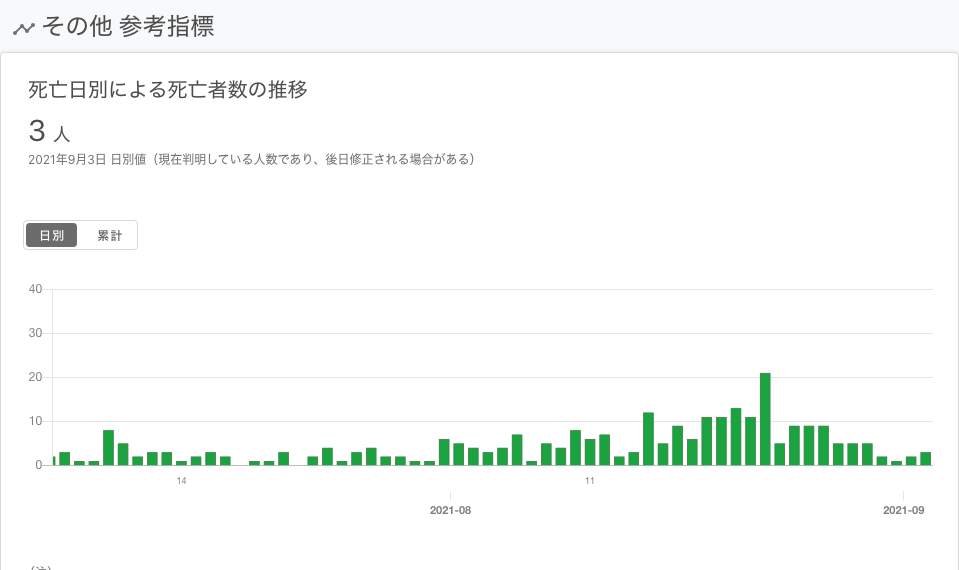 その他 参考指標
死亡日別による死亡者数の推移
3 人
2021年9月3日 日別値（現在判明している人数であり、後日修正される場合がある）
日別 累計
40
30
20
10
0
14 11
2021-08 2021-09
（注）